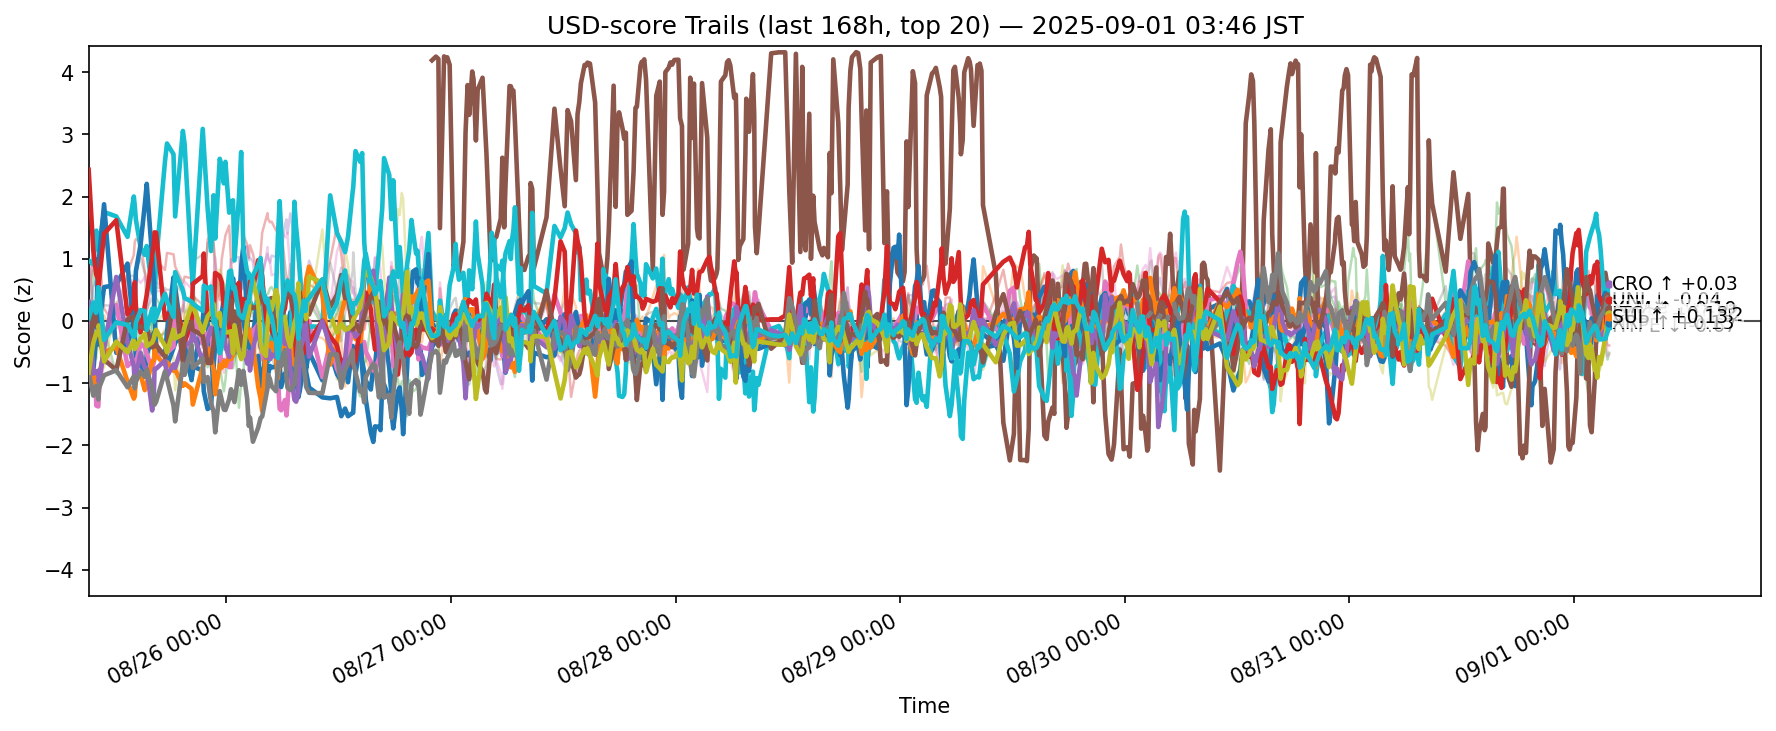 USD-score Trails (last 168h, top 20) — 2025-09-01 03:46 JST
Score (z)
4
3
2
1
0
−1
−2
−3
−4
CRO ↑ +0.03
UNI ↓ -0.04
SUI ↑ +0.13
08/26 00:00
08/27 00:00
08/28 00:00
08/29 00:00
08/30 00:00
08/31 00:00
09/01 00:00
Time